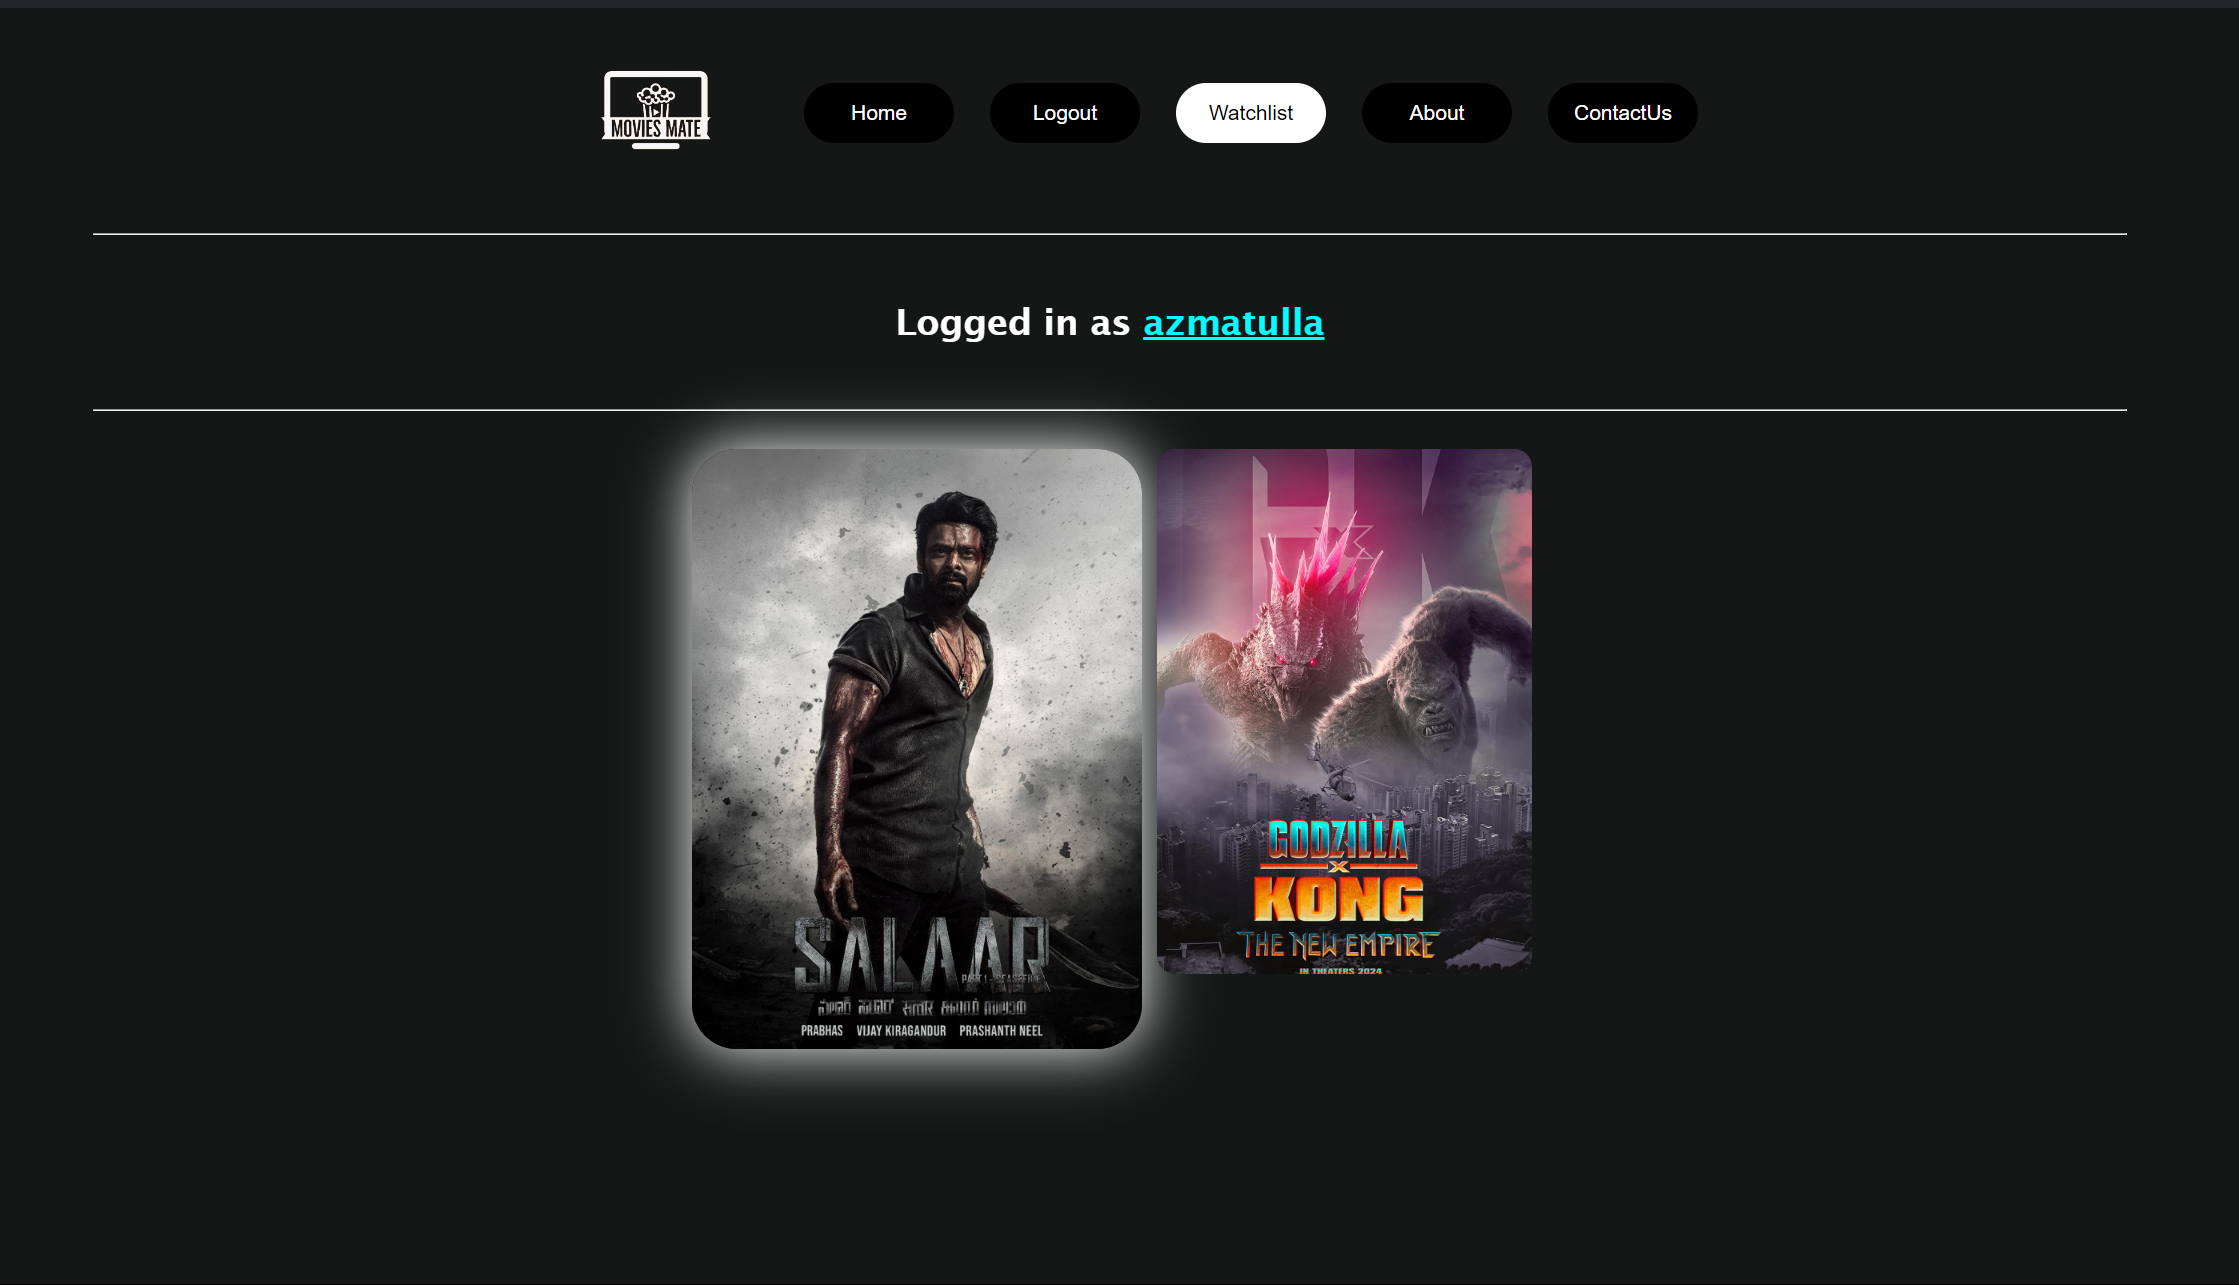 MOVIES MATE
Home
Logout
Watchlist
About
ContactUs
Logged in as azmatulla
SALAAR
PART 1 - CEASEFIRE
PRABHAS VIJAY KIRAGANDUR PRASHANTH NEEL
GODZILLA
X
KONG
THE NEW EMPIRE
IN THEATERS 2024